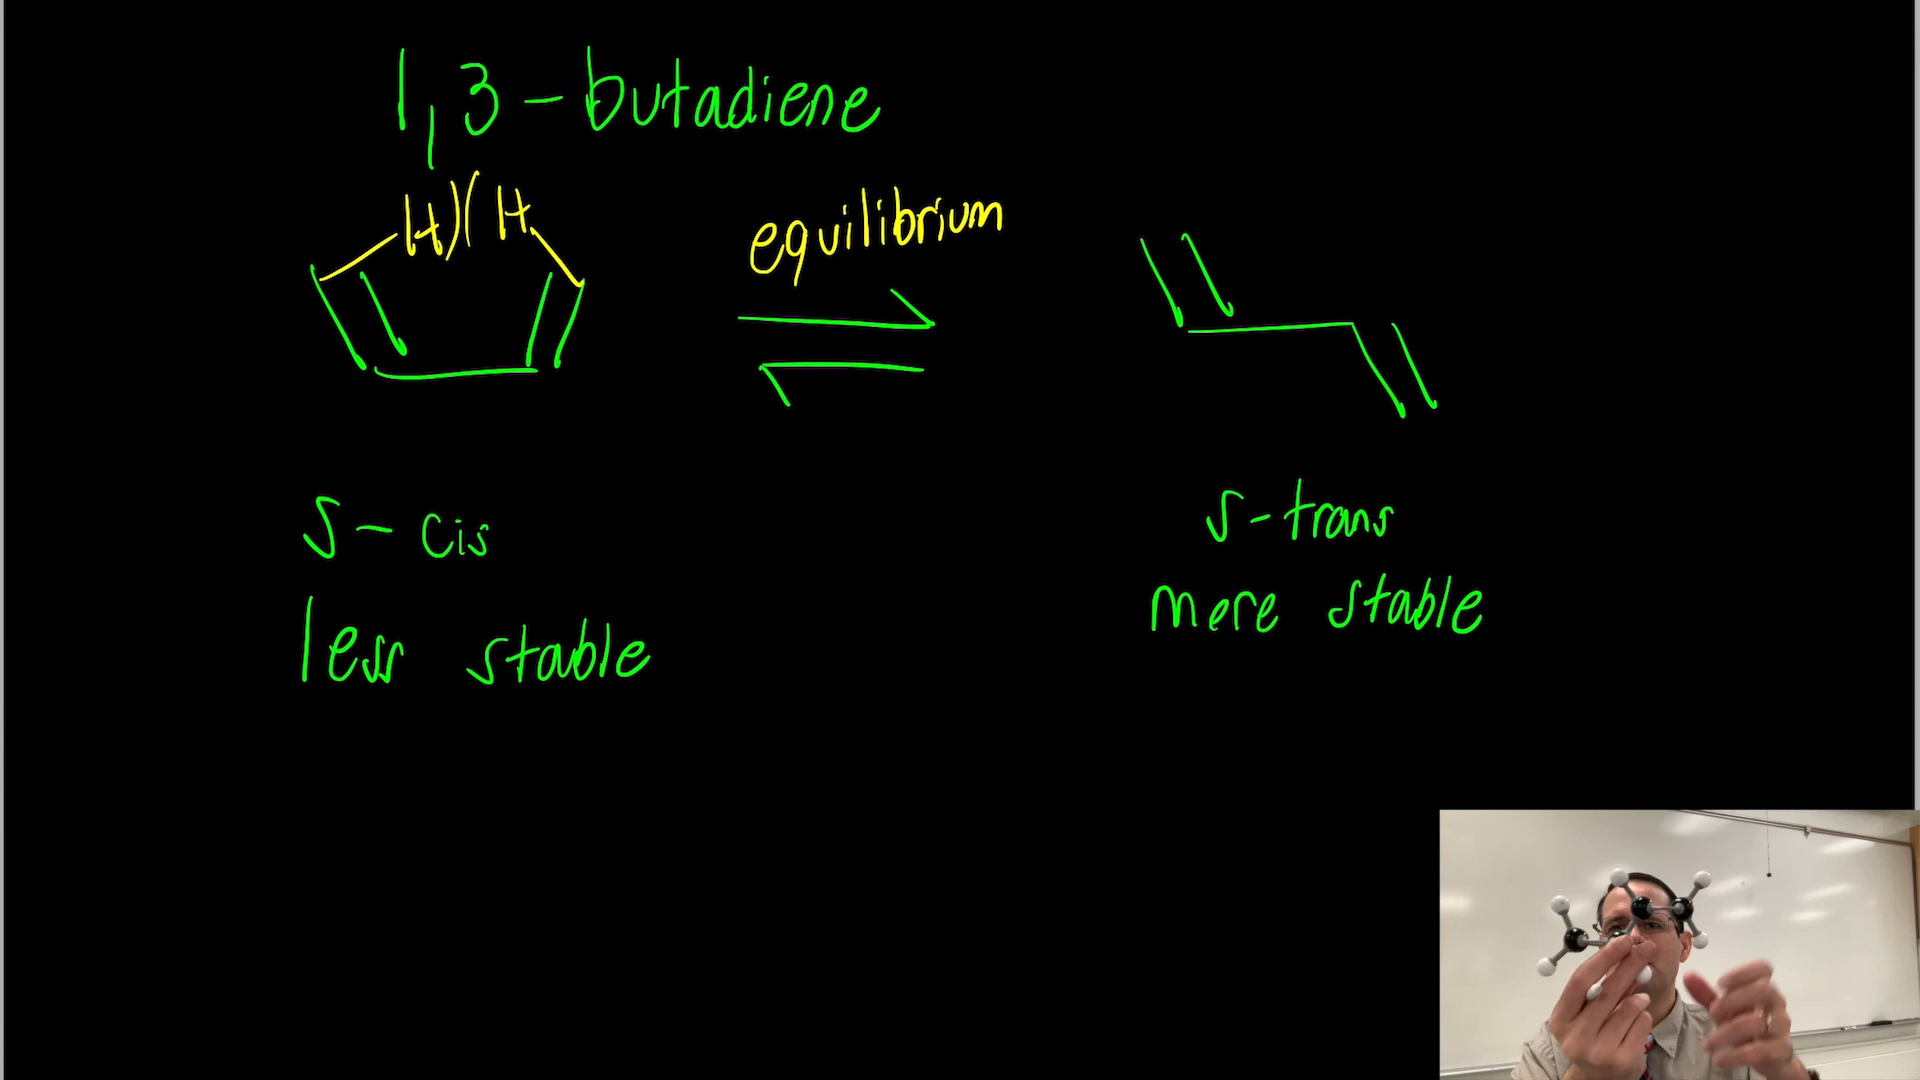 1,3-butadiene
H)(H
equilibrium
s-cis
less stable
s-trans
more stable